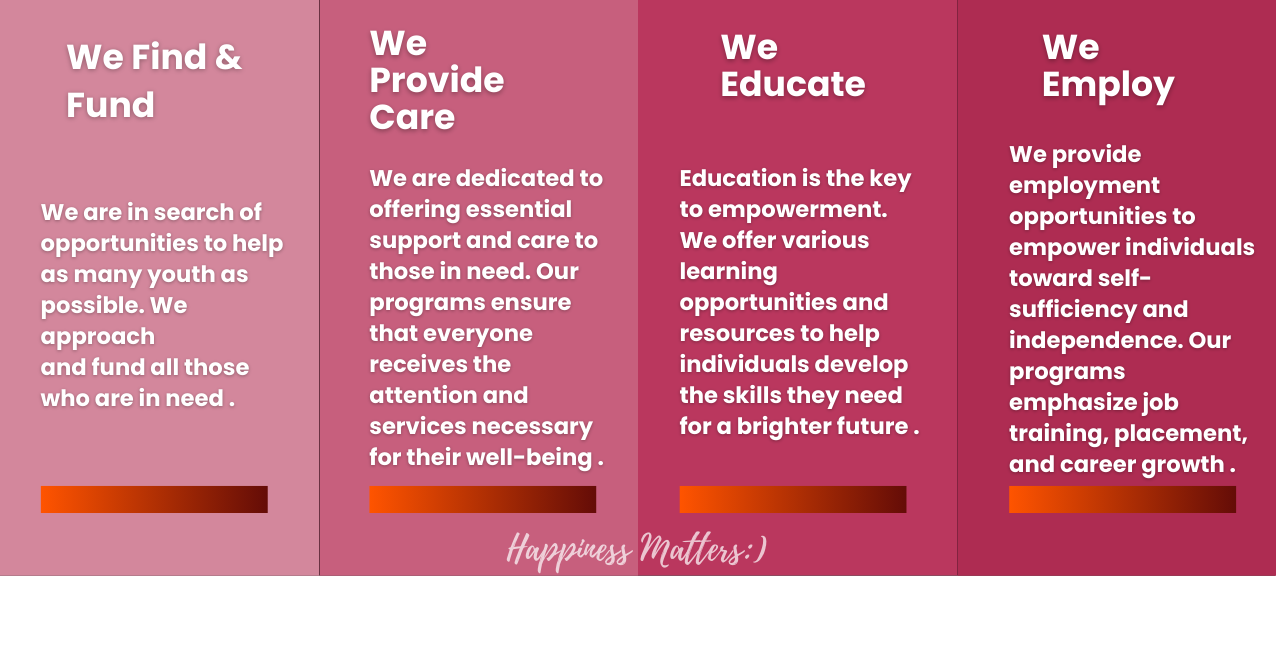 We Find &
Fund
We are in search of
opportunities to help
as many youth as
possible. We
approach
and fund all those
who are in need .
We
Provide
Care
We are dedicated to
offering essential
support and care to
those in need. Our
programs ensure
that everyone
receives the
attention and
services necessary
for their well-being .
We
Educate
Education is the key
to empowerment.
We offer various
learning
opportunities and
resources to help
individuals develop
the skills they need
for a brighter future .
We
Employ
We provide
employment
opportunities to
empower individuals
toward self-
sufficiency and
independence. Our
programs
emphasize job
training, placement,
and career growth .
Happiness Matters:)